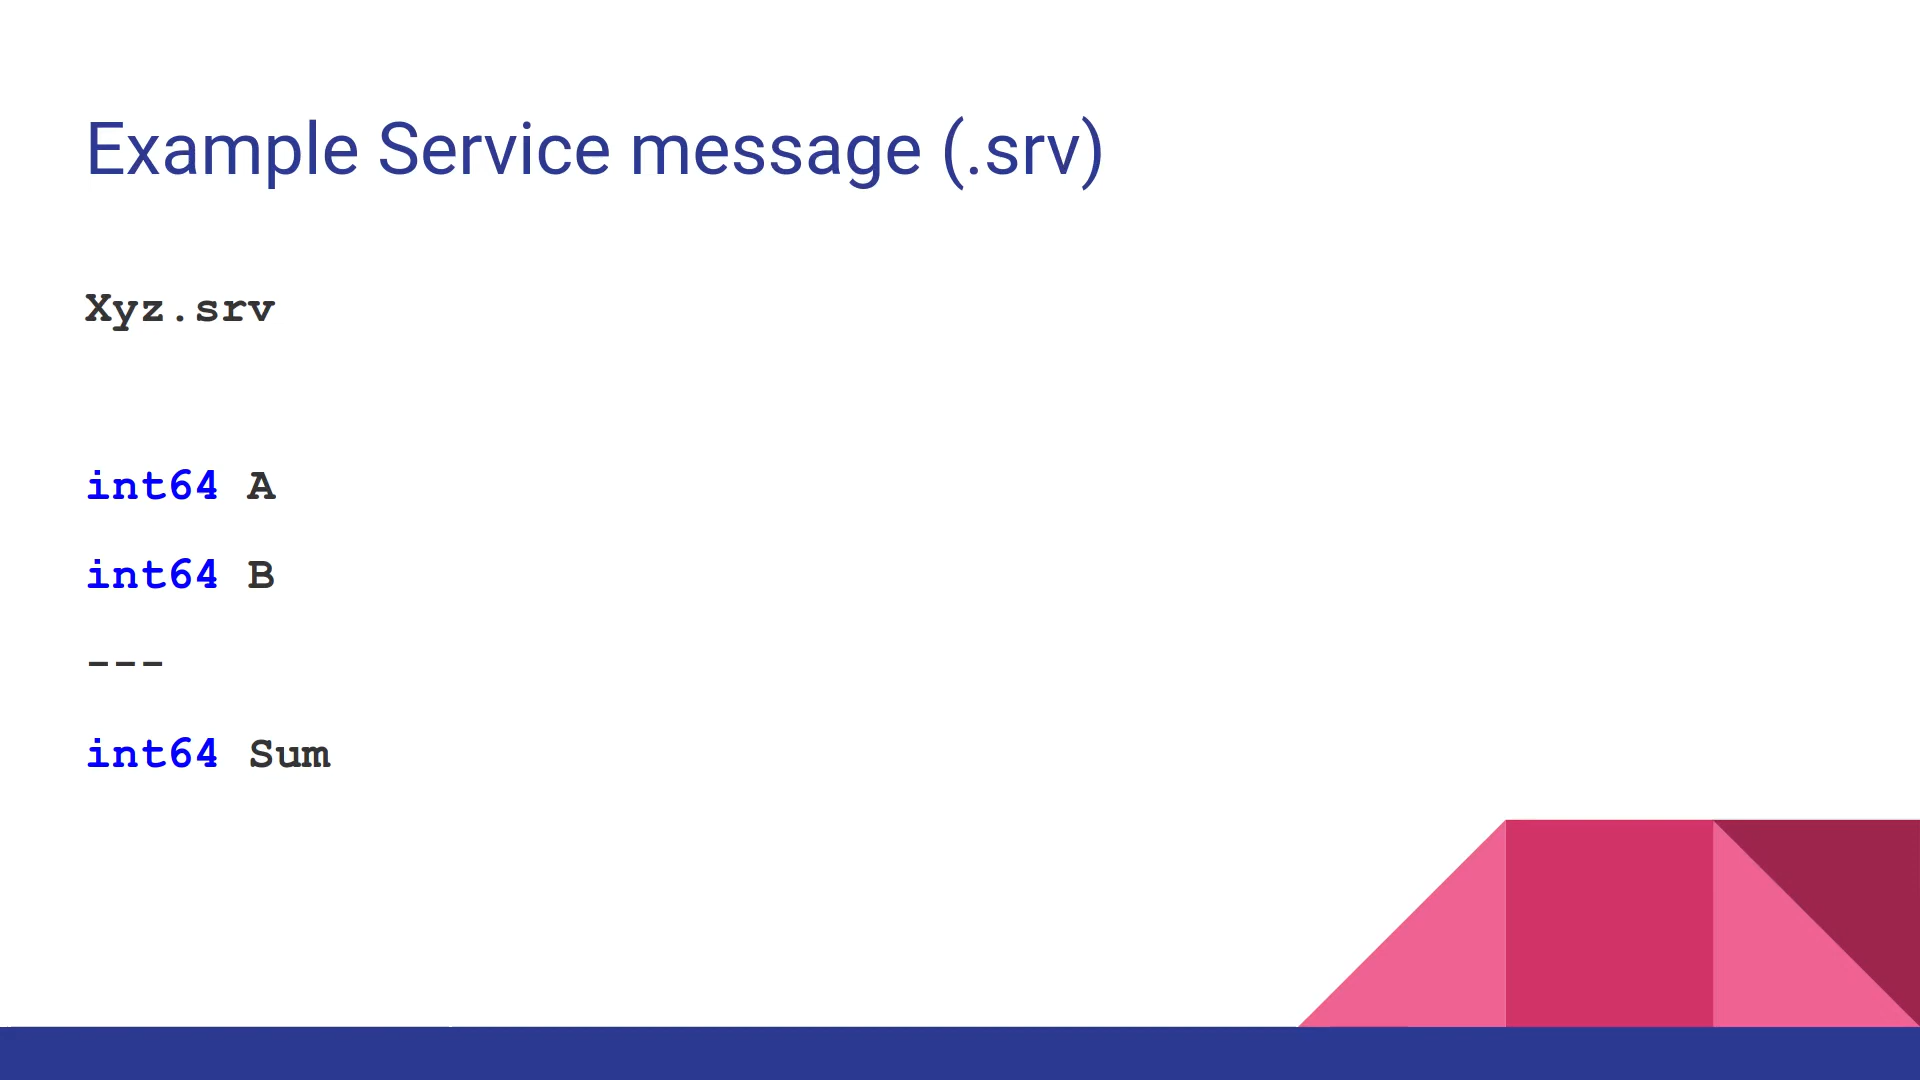 Example Service message (.srv)
Xyz.srv
int64 A
int64 B
---
int64 Sum